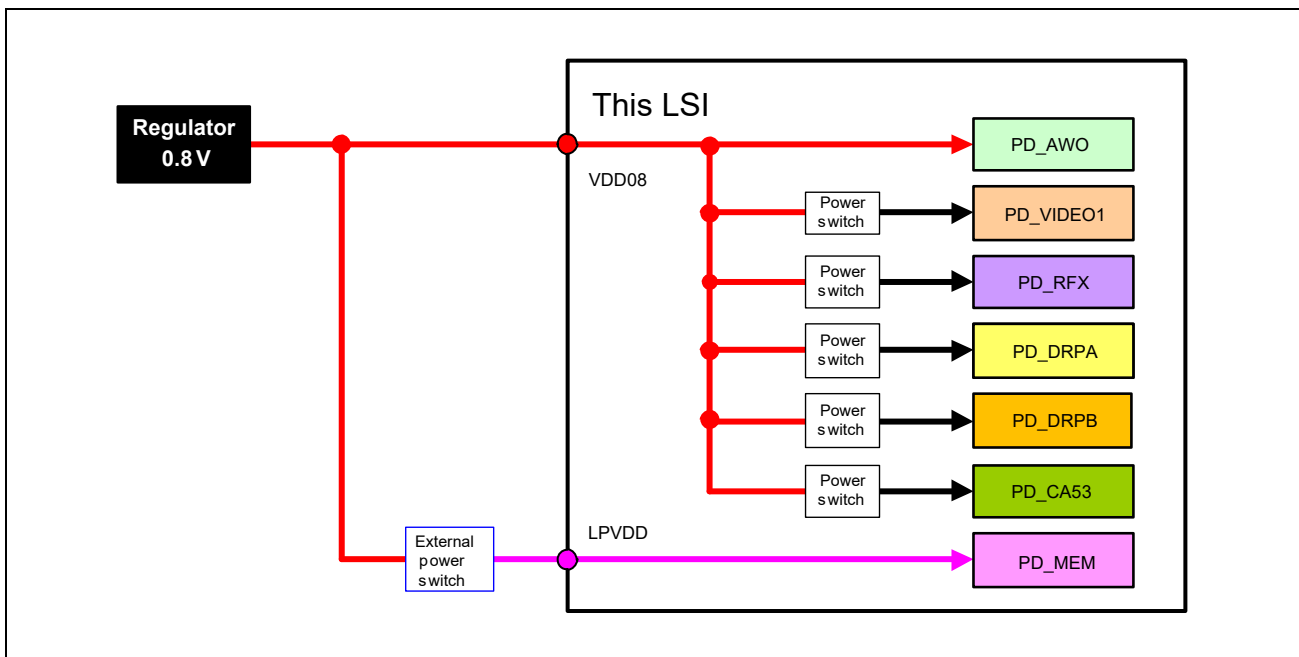 This LSI
Regulator
0.8 V
VDD08
PD_AWO
Power
switch
PD_VIDEO1
Power
switch
PD_RFX
Power
switch
PD_DRPA
Power
switch
PD_DRPB
Power
switch
PD_CA53
External
power
switch
LPVDD
PD_MEM